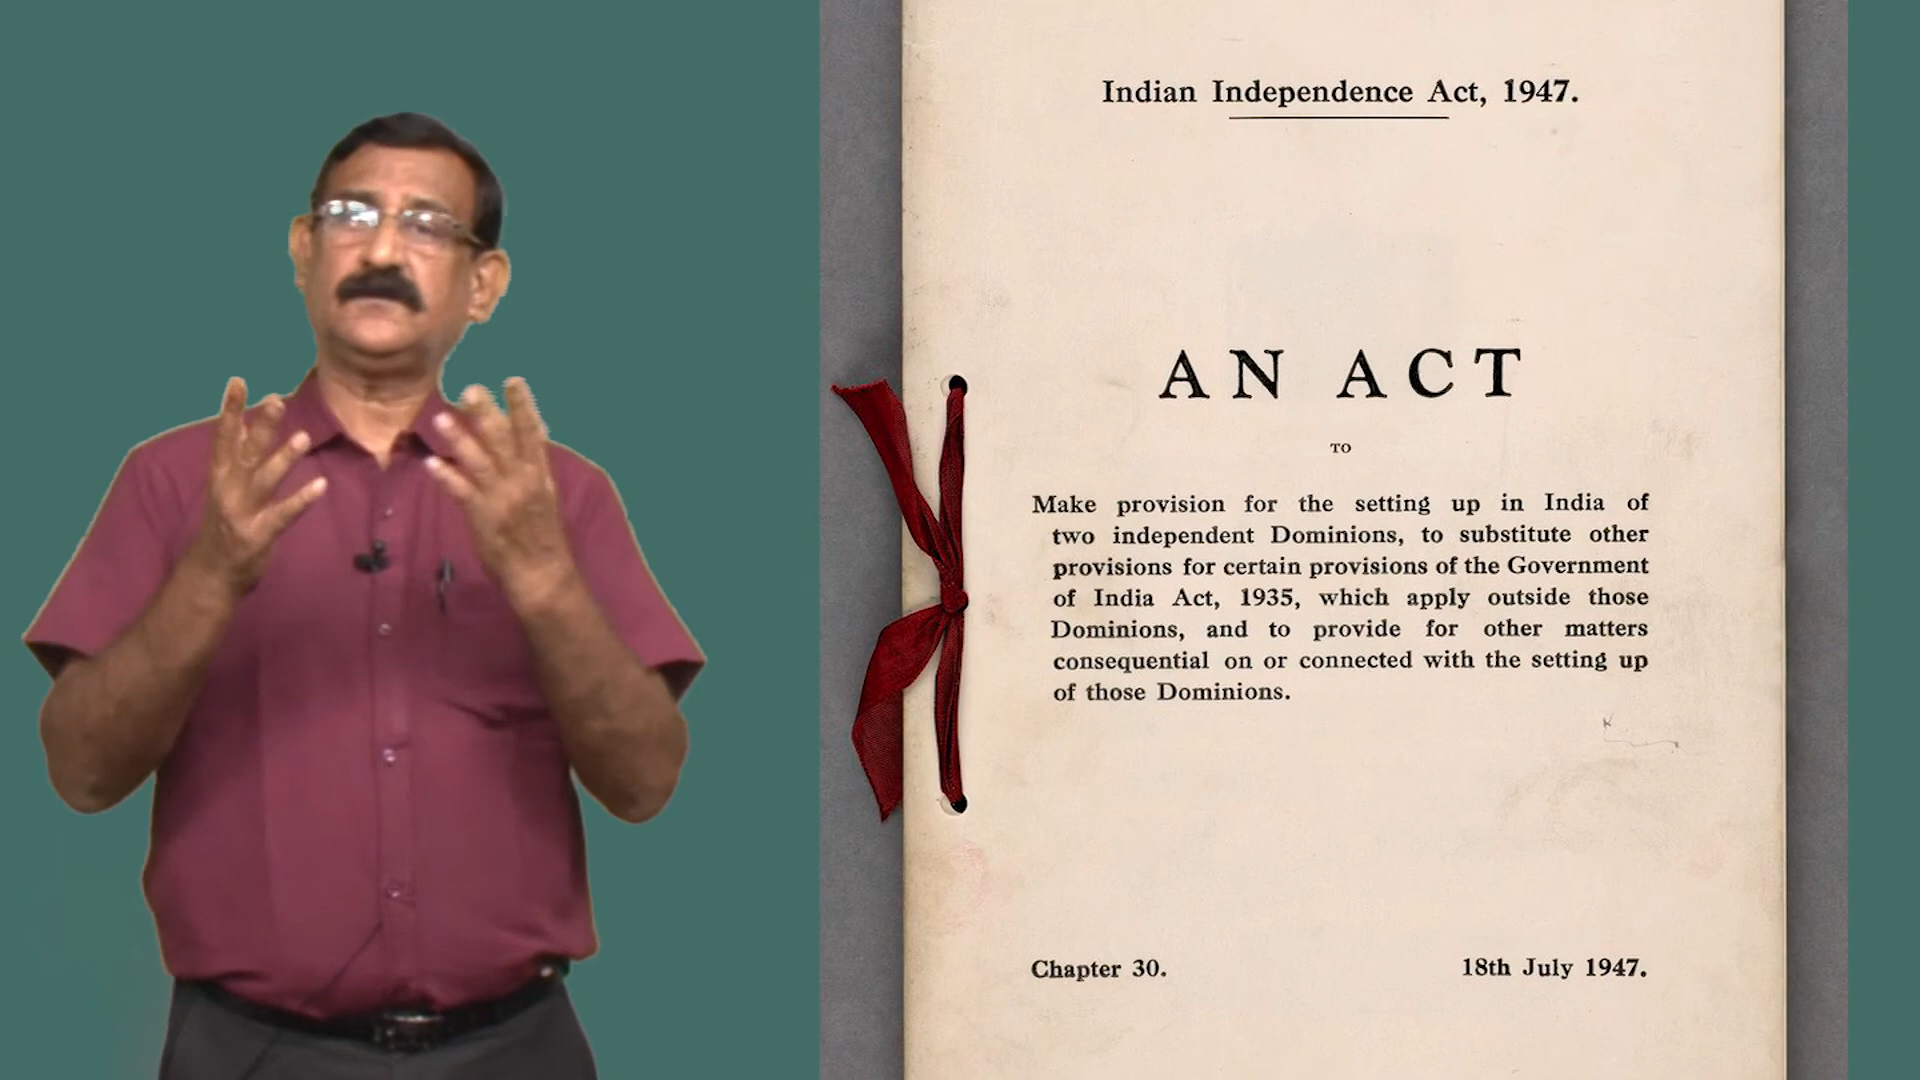 Indian Independence Act, 1947.
AN ACT
TO
Make provision for the setting up in India of
two independent Dominions, to substitute other
provisions for certain provisions of the Government
of India Act, 1935, which apply outside those
Dominions, and to provide for other matters
consequential on or connected with the setting up
of those Dominions.
Chapter 30.
18th July 1947.